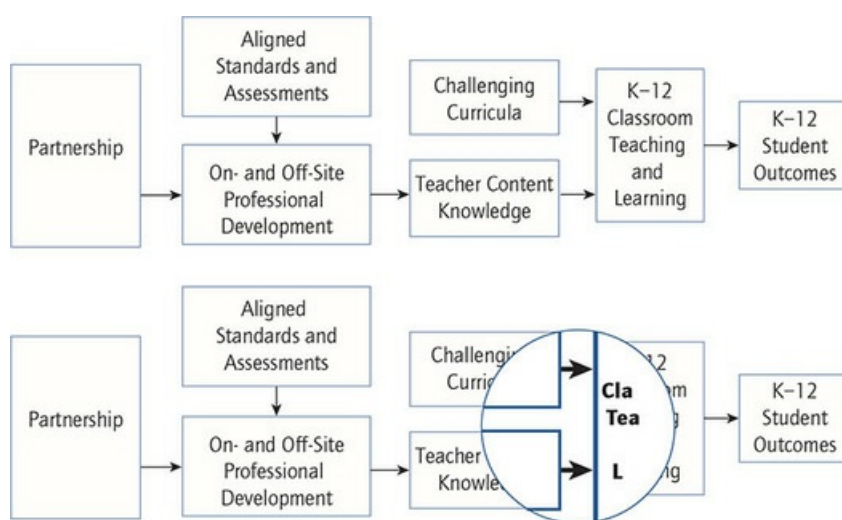 Aligned
Standards and
Assessments
Partnership
On- and Off-Site
Professional
Development
Challenging
Curricula
Teacher Content
Knowledge
K–12
Classroom
Teaching
and
Learning
K–12
Student
Outcomes
Aligned
Standards and
Assessments
Partnership
On- and Off-Site
Professional
Development
Teacher
Cla
Tea
L
K–12
Student
Outcomes